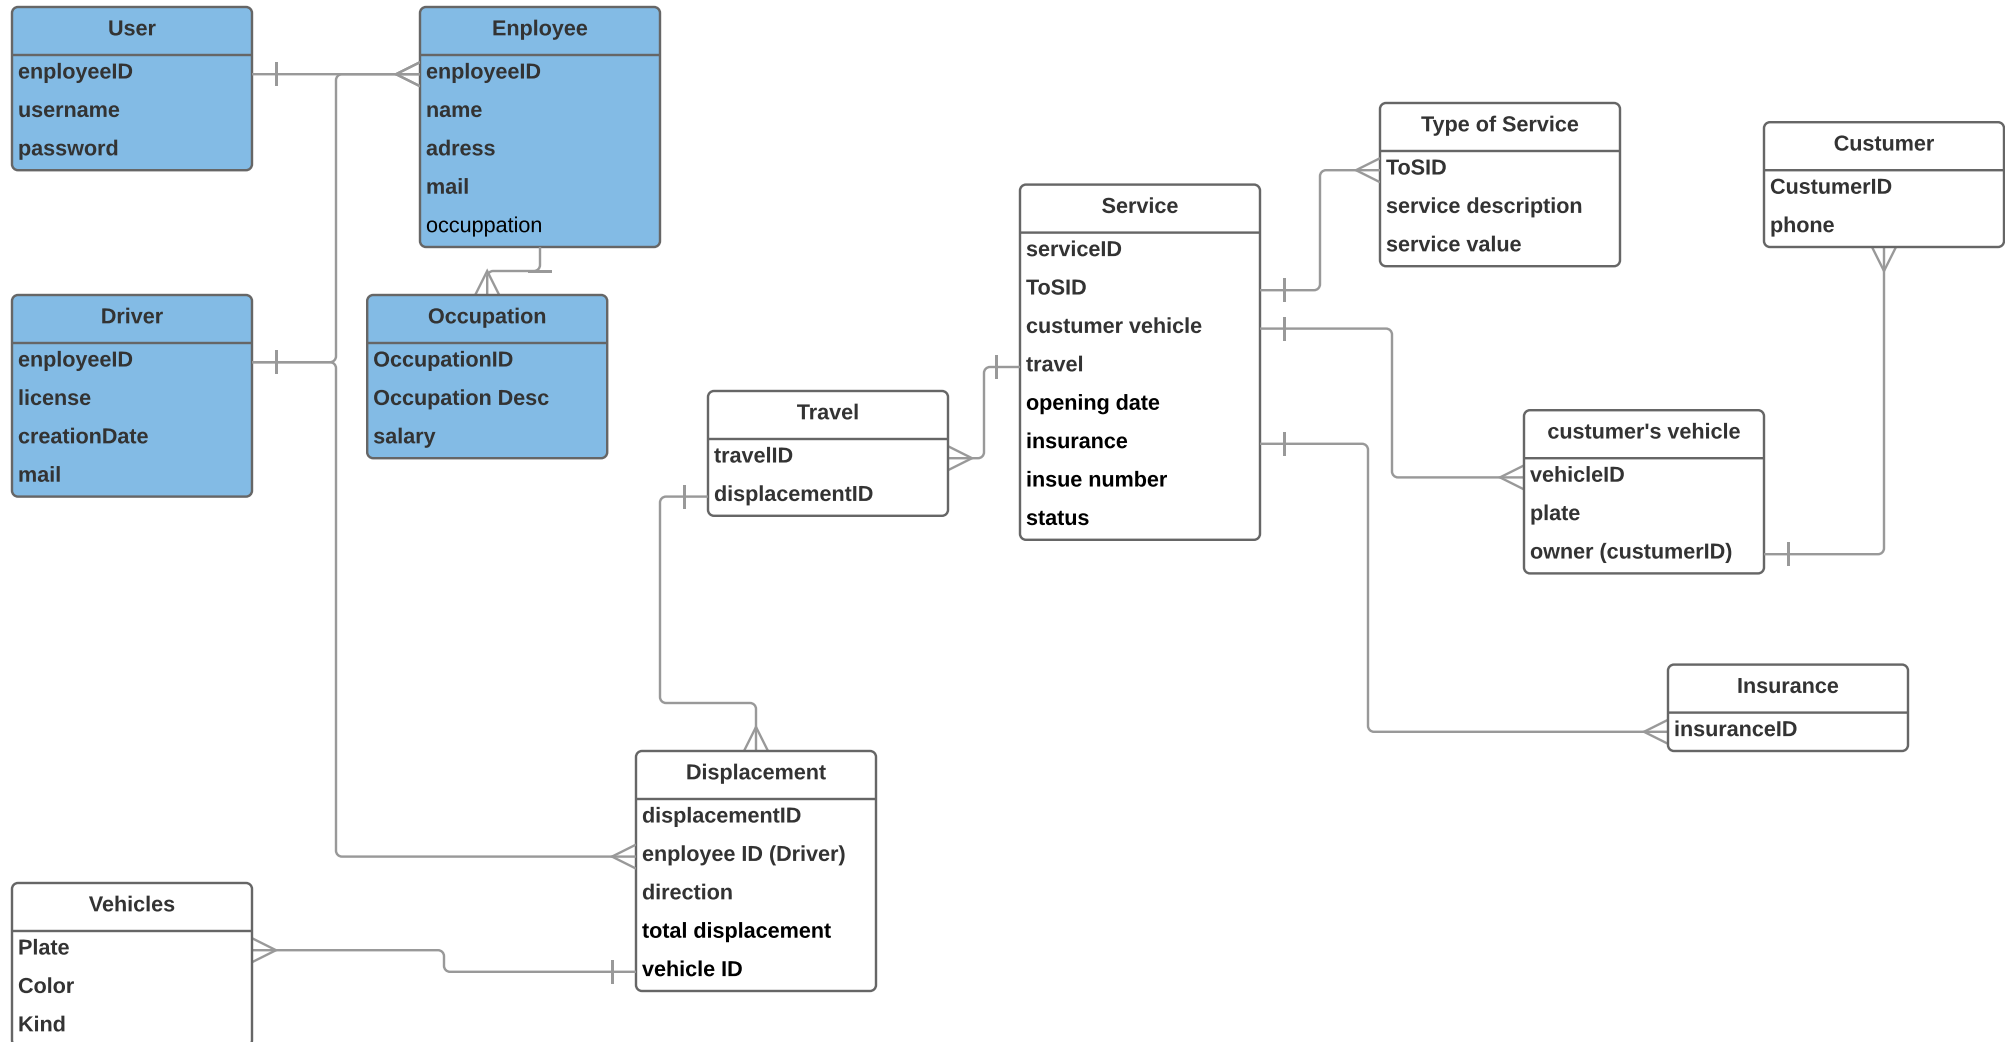 User
enployeeID
username
password
Enployee
enployeeID
name
adress
mail
occuppation
Driver
enployeeID
license
creationDate
mail
Occupation
OccupationID
Occupation Desc
salary
Travel
travelID
displacementID
Service
serviceID
ToSID
custumer vehicle
travel
opening date
insurance
insue number
status
Type of Service
ToSID
service description
service value
Custumer
CustumerID
phone
custumer's vehicle
vehicleID
plate
owner (custumerID)
Insurance
insuranceID
Displacement
displacementID
enployee ID (Driver)
direction
total displacement
vehicle ID
Vehicles
Plate
Color
Kind